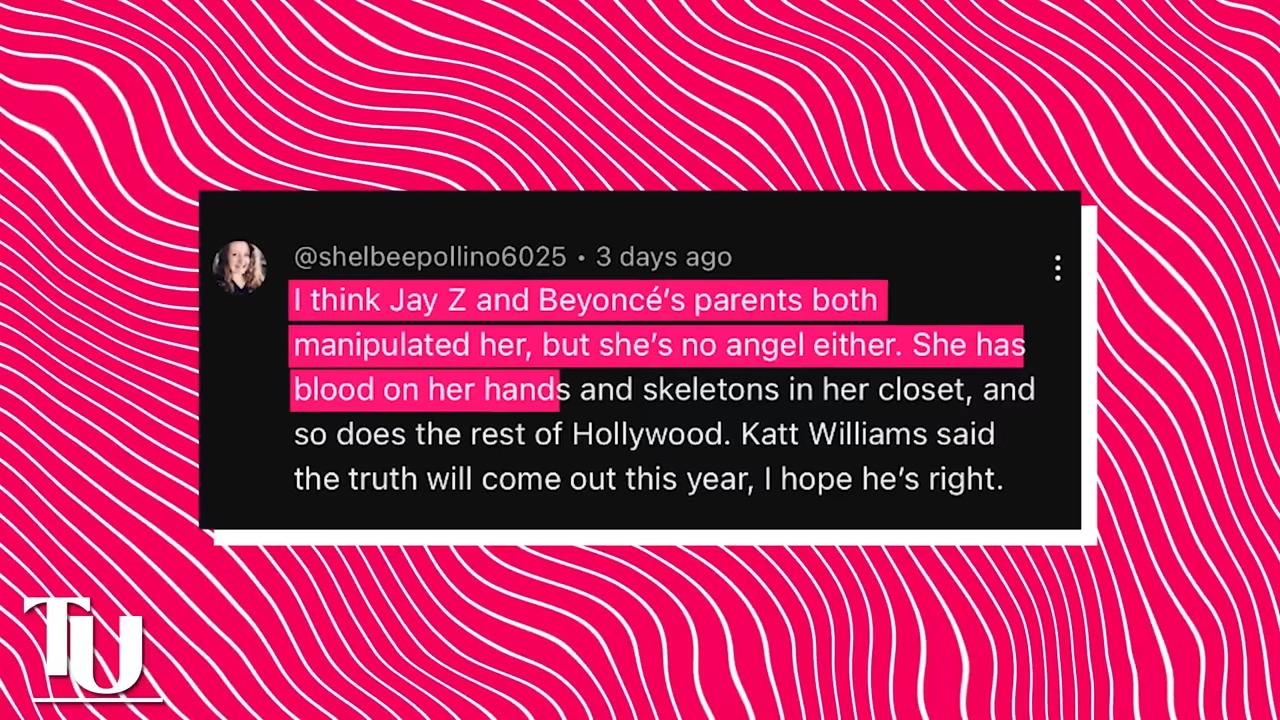 @shelbeepollino6025 • 3 days ago
I think Jay Z and Beyoncé’s parents both
manipulated her, but she’s no angel either. She has
blood on her hands and skeletons in her closet, and
so does the rest of Hollywood. Katt Williams said
the truth will come out this year, I hope he’s right.
TU